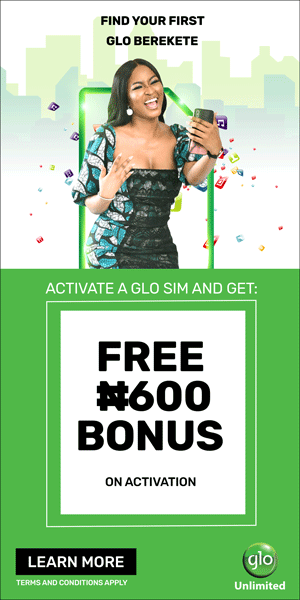 FIND YOUR FIRST
GLO BEREKETE
ACTIVATE A GLO SIM AND GET:
FREE
₦600
BONUS
ON ACTIVATION
LEARN MORE
TERMS AND CONDITIONS APPLY
glo
Unlimited